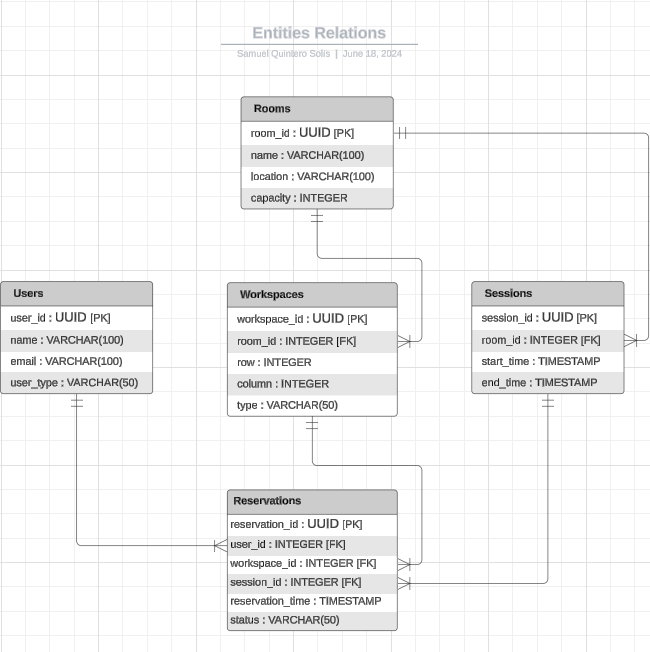 Entities Relations
Samuel Quintero Solis | June 18, 2024
Rooms
room_id : UUID [PK]
name : VARCHAR(100)
location : VARCHAR(100)
capacity : INTEGER
Users
user_id : UUID [PK]
name : VARCHAR(100)
email : VARCHAR(100)
user_type : VARCHAR(50)
Workspaces
workspace_id : UUID [PK]
room_id : INTEGER [FK]
row : INTEGER
column : INTEGER
type : VARCHAR(50)
Sessions
session_id : UUID [PK]
room_id : INTEGER [FK]
start_time : TIMESTAMP
end_time : TIMESTAMP
Reservations
reservation_id : UUID [PK]
user_id : INTEGER [FK]
workspace_id : INTEGER [FK]
session_id : INTEGER [FK]
reservation_time : TIMESTAMP
status : VARCHAR(50)